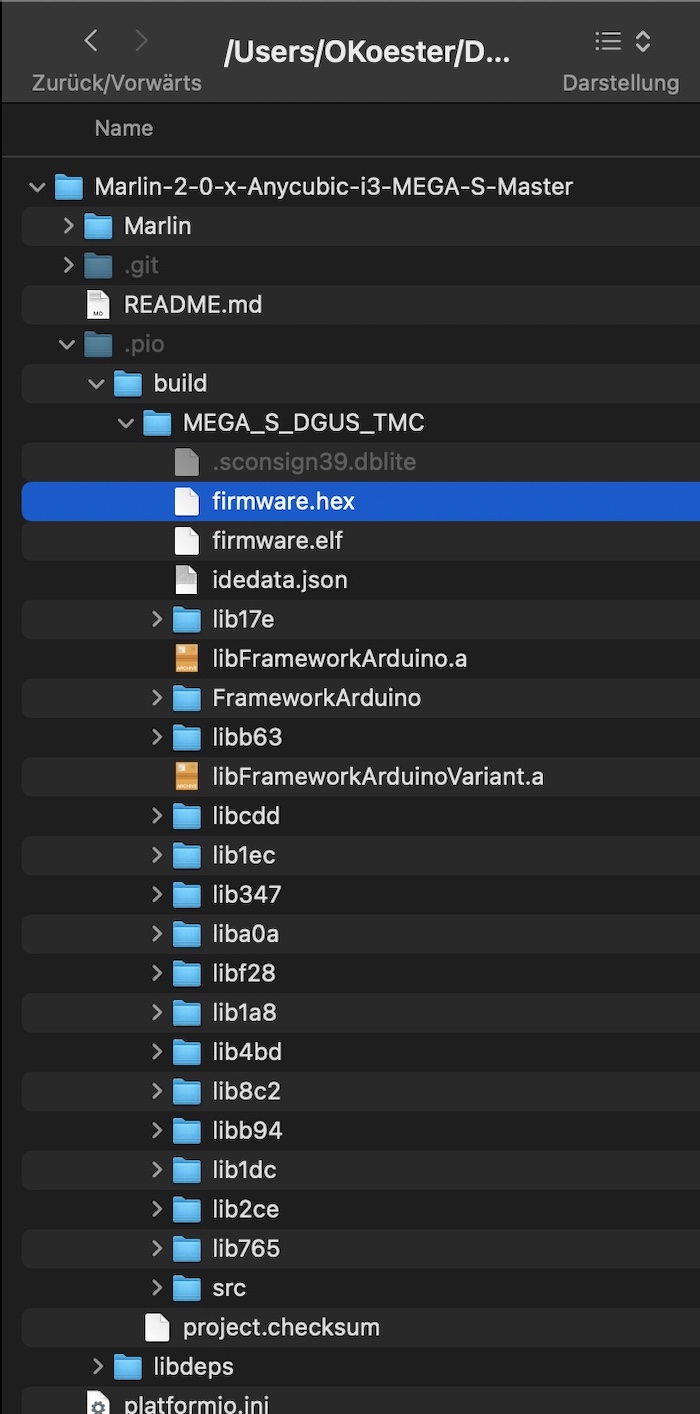 /Users/OKoester/D...
Zurück/Vorwärts
Darstellung
Name
Marlin-2-0-x-Anycubic-i3-MEGA-S-Master
Marlin
.git
README.md
.pio
build
MEGA_S_DGUS_TMC
.sconsign39.dblite
firmware.hex
firmware.elf
idedata.json
lib17e
libFrameworkArduino.a
FrameworkArduino
libb63
libFrameworkArduinoVariant.a
libcdd
lib1ec
lib347
liba0a
libf28
lib1a8
lib4bd
lib8c2
libb94
lib1dc
lib2ce
lib765
src
project.checksum
libdeps
platformio.ini